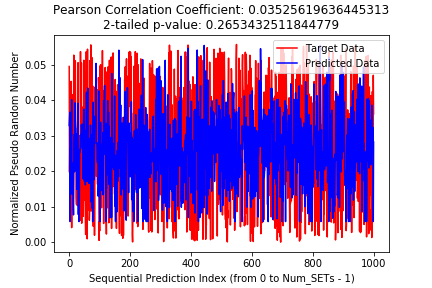 Pearson Correlation Coefficient: 0.03525619636445313
2-tailed p-value: 0.2653432511844779
Target Data
Predicted Data
0.05
0.04
0.03
0.02
0.01
0.00
Normalized Pseudo Random Number
0 200 400 600 800 1000
Sequential Prediction Index (from 0 to Num_SETs - 1)